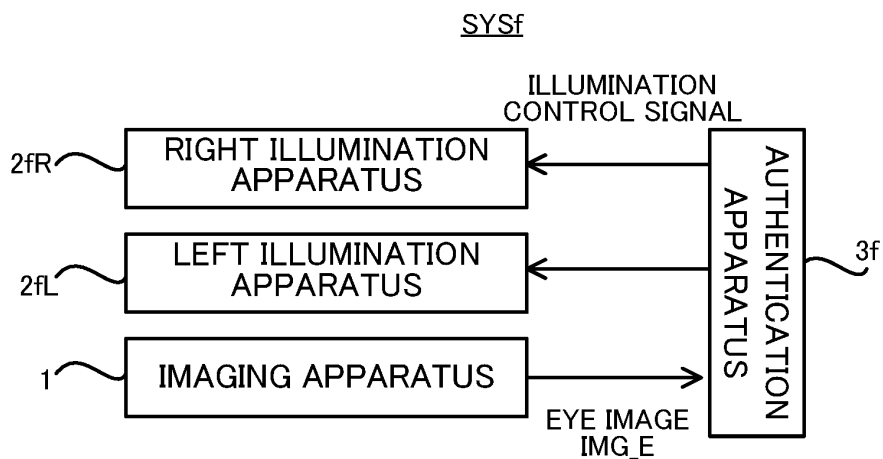 SYSf
ILLUMINATION
CONTROL SIGNAL
2fR
RIGHT ILLUMINATION
APPARATUS
2fL
LEFT ILLUMINATION
APPARATUS
1
IMAGING APPARATUS
AUTHENTICATION
APPARATUS
3f
EYE IMAGE
IMG_E